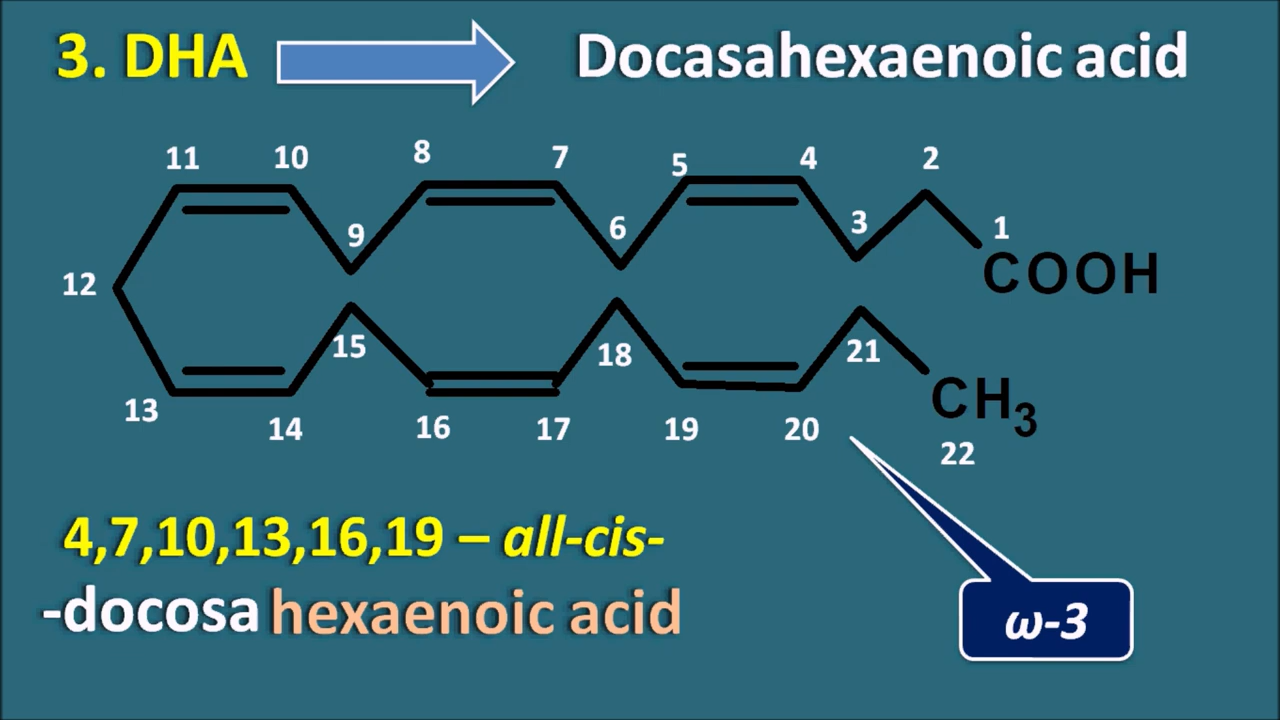 3. DHA
Docasahexaenoic acid
11 10 8 7 5 4 2
9 6 3 1
12
COOH
15 18 21
13 14 16 17 19 20
CH3
22
4,7,10,13,16,19 – all-cis-
-docosa hexaenoic acid
ω-3